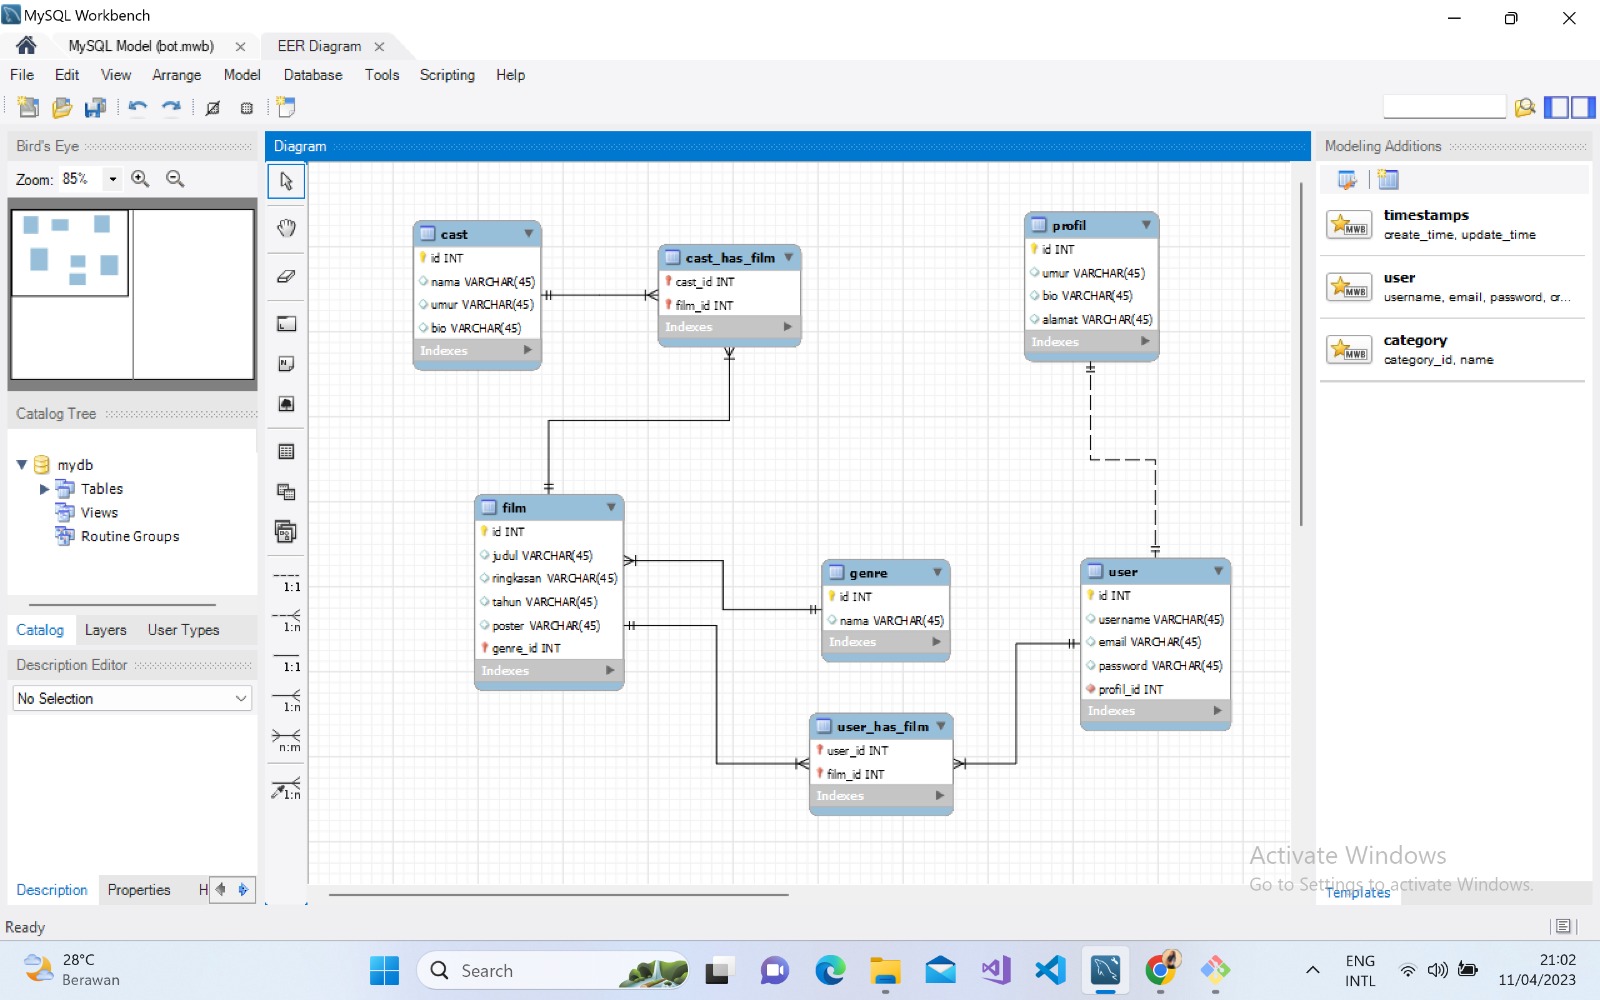 MySQL Workbench
MySQL Model (bot.mwb)
EER Diagram
File Edit View Arrange Model Database Tools Scripting Help
Bird's Eye
Zoom: 85%
Catalog Tree
mydb
Tables
Views
Routine Groups
Catalog Layers User Types
Description Editor
No Selection
Description Properties H
Ready
Diagram
1:1
1:n
1:1
1:n
n:m
1:n
cast
id INT
nama VARCHAR(45)
umur VARCHAR(45)
bio VARCHAR(45)
Indexes
cast_has_film
cast_id INT
film_id INT
Indexes
profil
id INT
umur VARCHAR(45)
bio VARCHAR(45)
alamat VARCHAR(45)
Indexes
film
id INT
judul VARCHAR(45)
ringkasan VARCHAR(45)
tahun VARCHAR(45)
poster VARCHAR(45)
genre_id INT
Indexes
genre
id INT
nama VARCHAR(45)
Indexes
user
id INT
username VARCHAR(45)
email VARCHAR(45)
password VARCHAR(45)
profil_id INT
Indexes
user_has_film
user_id INT
film_id INT
Indexes
Modeling Additions
MWB
timestamps
create_time, update_time
MWB
user
username, email, password, cr...
MWB
category
category_id, name
Activate Windows
Go to Settings to activate Windows.
Templates
28°C
Berawan
Search
ENG
INTL
21:02
11/04/2023